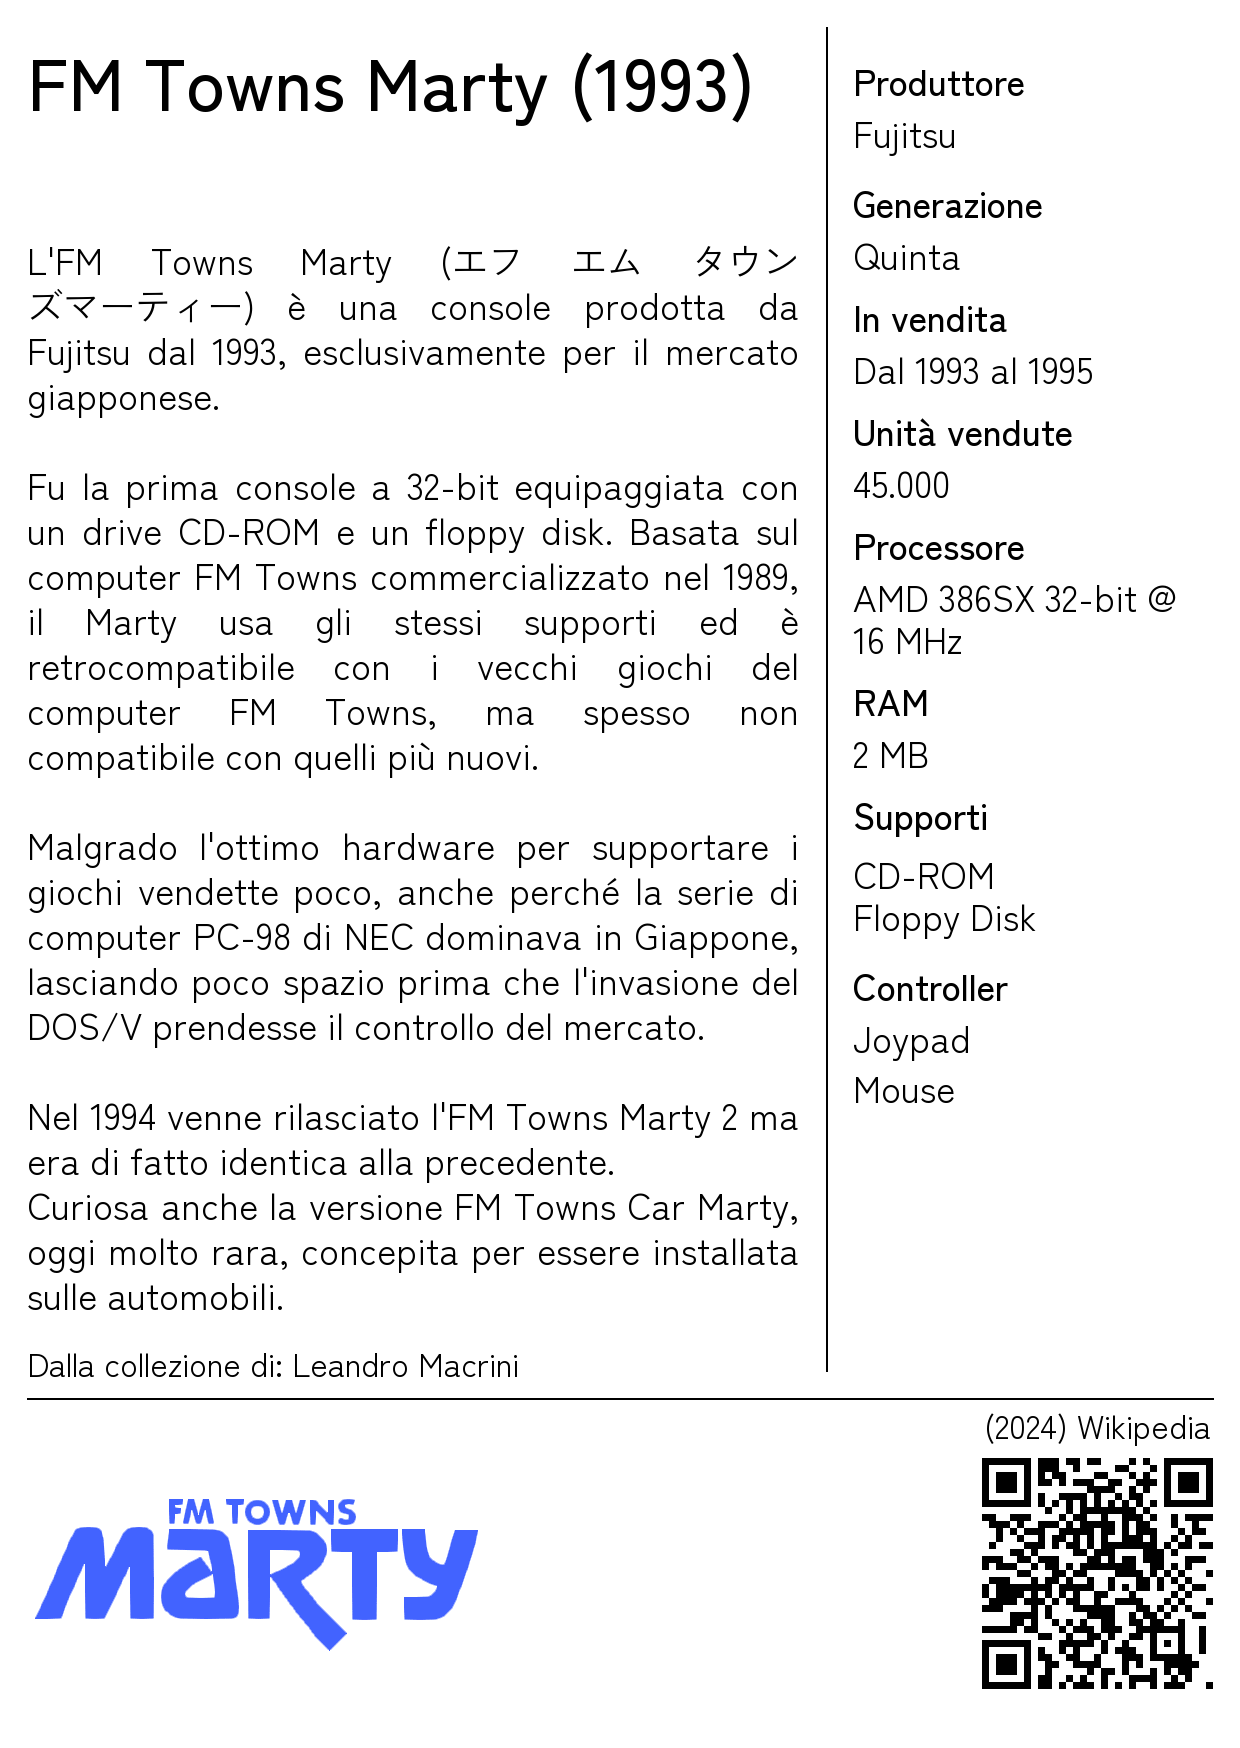 FM Towns Marty (1993)
L'FM Towns Marty (エフ エム タウン
ズマーティー) è una console prodotta da
Fujitsu dal 1993, esclusivamente per il mercato
giapponese.
Fu la prima console a 32-bit equipaggiata con
un drive CD-ROM e un floppy disk. Basata sul
computer FM Towns commercializzato nel 1989,
il Marty usa gli stessi supporti ed è
retrocompatibile con i vecchi giochi del
computer FM Towns, ma spesso non
compatibile con quelli più nuovi.
Malgrado l'ottimo hardware per supportare i
giochi vendette poco, anche perché la serie di
computer PC-98 di NEC dominava in Giappone,
lasciando poco spazio prima che l'invasione del
DOS/V prendesse il controllo del mercato.
Nel 1994 venne rilasciato l'FM Towns Marty 2 ma
era di fatto identica alla precedente.
Curiosa anche la versione FM Towns Car Marty,
oggi molto rara, concepita per essere installata
sulle automobili.
Dalla collezione di: Leandro Macrini
Produttore
Fujitsu
Generazione
Quinta
In vendita
Dal 1993 al 1995
Unità vendute
45.000
Processore
AMD 386SX 32-bit @
16 MHz
RAM
2 MB
Supporti
CD-ROM
Floppy Disk
Controller
Joypad
Mouse
(2024) Wikipedia
FM TOWNS
MARTY